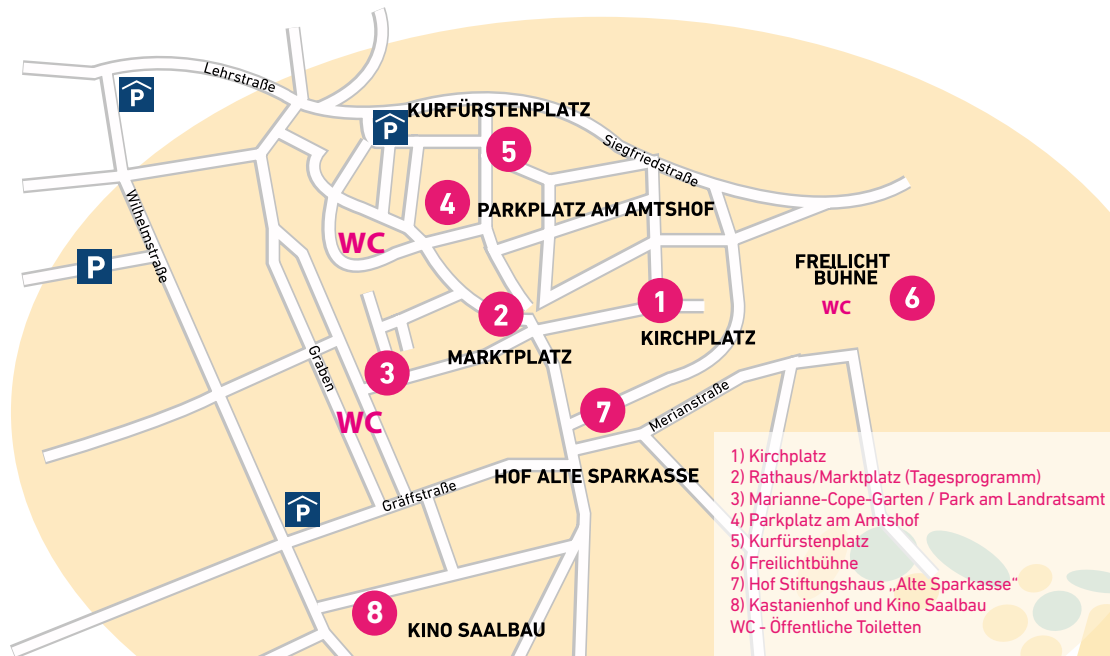 Lehrstraße
P
KURFÜRSTENPLATZ
P
5
Siegfriedstraße
4
PARKPLATZ AM AMTSHOF
Wilhelmstraße
WC
P
FREILICHT
BÜHNE
WC
6
1
2
KIRCHPLATZ
MARKTPLATZ
Graben
3
7
Merianstraße
WC
HOF ALTE SPARKASSE
Gräffstraße
P
8
KINO SAALBAU
1) Kirchplatz
2) Rathaus/Marktplatz (Tagesprogramm)
3) Marianne-Cope-Garten / Park am Landratsamt
4) Parkplatz am Amtshof
5) Kurfürstenplatz
6) Freilichtbühne
7) Hof Stiftungshaus „Alte Sparkasse“
8) Kastanienhof und Kino Saalbau
WC - Öffentliche Toiletten